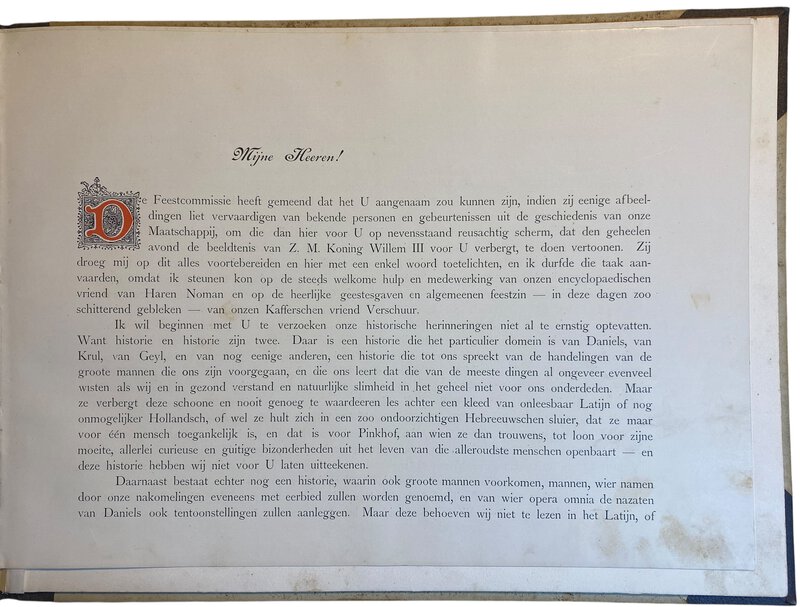 Mijne Heeren!
De Feestcommissie heeft gemeend dat het U aangenaam zou kunnen zijn, indien zij eenige afbeel-
dingen liet vervaardigen van bekende personen en gebeurtenissen uit de geschiedenis van onze
Maatschappij, om die dan hier voor U op nevensstaand reusachtig scherm, dat den geheelen
avond de beeldtenis van Z. M. Koning Willem III voor U verbergt, te doen vertoonen. Zij
droeg mij op dit alles voortebereiden en hier met een enkel woord toetelichten, en ik durfde die taak aan-
vaarden, omdat ik steunen kon op de steeds welkome hulp en medewerking van onzen encyclopaedischen
vriend van Haren Noman en op de heerlijke geestesgaven en algemeenen feestzin — in deze dagen zoo
schitterend gebleken — van onzen Kafferschen vriend Verschuur.
Ik wil beginnen met U te verzoeken onze historische herinneringen niet al te ernstig optevatten.
Want historie en historie zijn twee. Daar is een historie die het particulier domein is van Daniels, van
Krul, van Geyl, en van nog eenige anderen, een historie die tot ons spreekt van de handelingen van de
groote mannen die ons zijn voorgegaan, en die ons leert dat die van de meeste dingen al ongeveer evenveel
wisten als wij en in gezond verstand en natuurlijke slimheid in het geheel niet voor ons onderdeden. Maar
ze verbergt deze schoone en nooit genoeg te waardeeren les achter een kleed van onleesbaar Latijn of nog
onmogelijker Hollandsch, of wel ze hult zich in een zoo ondoorzichtigen Hebreeuwschen sluier, dat ze maar
voor één mensch toegankelijk is, en dat is voor Pinkhof, aan wien ze dan trouwens, tot loon voor zijne
moeite, allerlei curieuse en guitige bizonderheden uit het leven van die alleroudste menschen openbaart — en
deze historie hebben wij niet voor U laten uitteekenen.
Daarnaast bestaat echter nog een historie, waarin ook groote mannen voorkomen, mannen, wier namen
door onze nakomelingen eveneens met eerbied zullen worden genoemd, en van wier opera omnia de nazaten
van Daniels ook tentoonstellingen zullen aanleggen. Maar deze behoeven wij niet te lezen in het Latijn, of